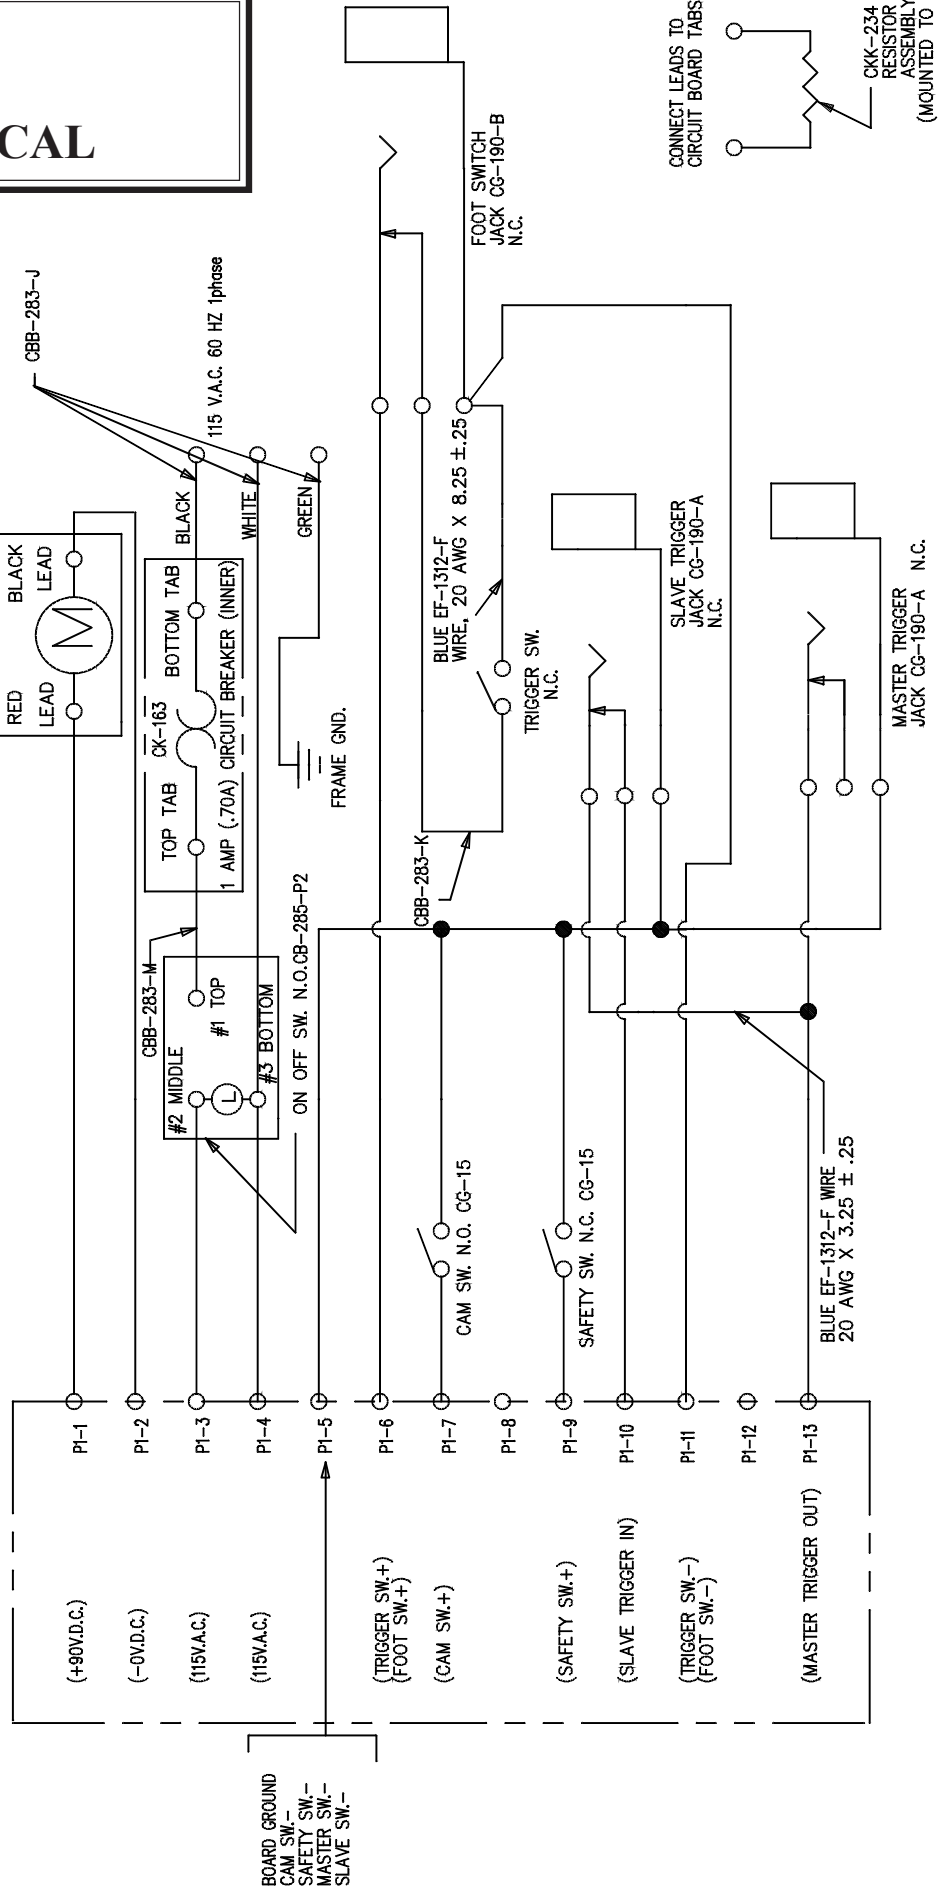 CAL
CBB-283-J
BLACK
LEAD
RED
LEAD
M
115 V.A.C. 60 HZ 1phase
BLACK
WHITE
GREEN
BOTTOM TAB
CK-163
TOP TAB
1 AMP (.70A) CIRCUIT BREAKER (INNER)
FRAME GND.
CBB-283-M
#1 TOP
#2 MIDDLE
#3 BOTTOM
L
ON OFF SW. N.O.CB-285-P2
FOOT SWITCH
JACK CG-190-B
N.C.
BLUE EF-1312-F
WIRE, 20 AWG X 8.25 ±.25
TRIGGER SW.
N.C.
CBB-283-K
SLAVE TRIGGER
JACK CG-190-A
N.C.
MASTER TRIGGER
JACK CG-190-A N.C.
CONNECT LEADS TO
CIRCUIT BOARD TABS
CKK-234
RESISTOR
ASSEMBLY
(MOUNTED TO
CAM SW. N.O. CG-15
SAFETY SW. N.C. CG-15
BLUE EF-1312-F WIRE
20 AWG X 3.25 ± .25
P1-1
P1-2
P1-3
P1-4
P1-5
P1-6
P1-7
P1-8
P1-9
P1-10
P1-11
P1-12
P1-13
(+90V.D.C.)
(-0V.D.C.)
(115V.A.C.)
(115V.A.C.)
(TRIGGER SW.+)
(FOOT SW.+)
(CAM SW.+)
(SAFETY SW.+)
(SLAVE TRIGGER IN)
(TRIGGER SW.-)
(FOOT SW.-)
(MASTER TRIGGER OUT)
BOARD GROUND
CAM SW.-
SAFETY SW.-
MASTER SW.-
SLAVE SW.-